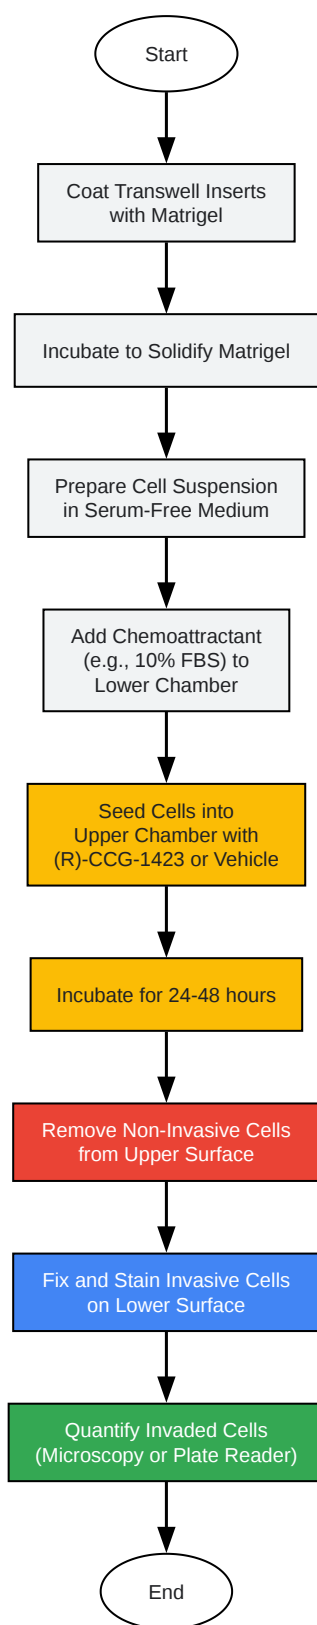 Start
Coat Transwell Inserts
with Matrigel
Incubate to Solidify Matrigel
Prepare Cell Suspension
in Serum-Free Medium
Add Chemoattractant
(e.g., 10% FBS) to
Lower Chamber
Seed Cells into
Upper Chamber with
(R)-CCG-1423 or Vehicle
Incubate for 24-48 hours
Remove Non-Invasive Cells
from Upper Surface
Fix and Stain Invasive Cells
on Lower Surface
Quantify Invaded Cells
(Microscopy or Plate Reader)
End